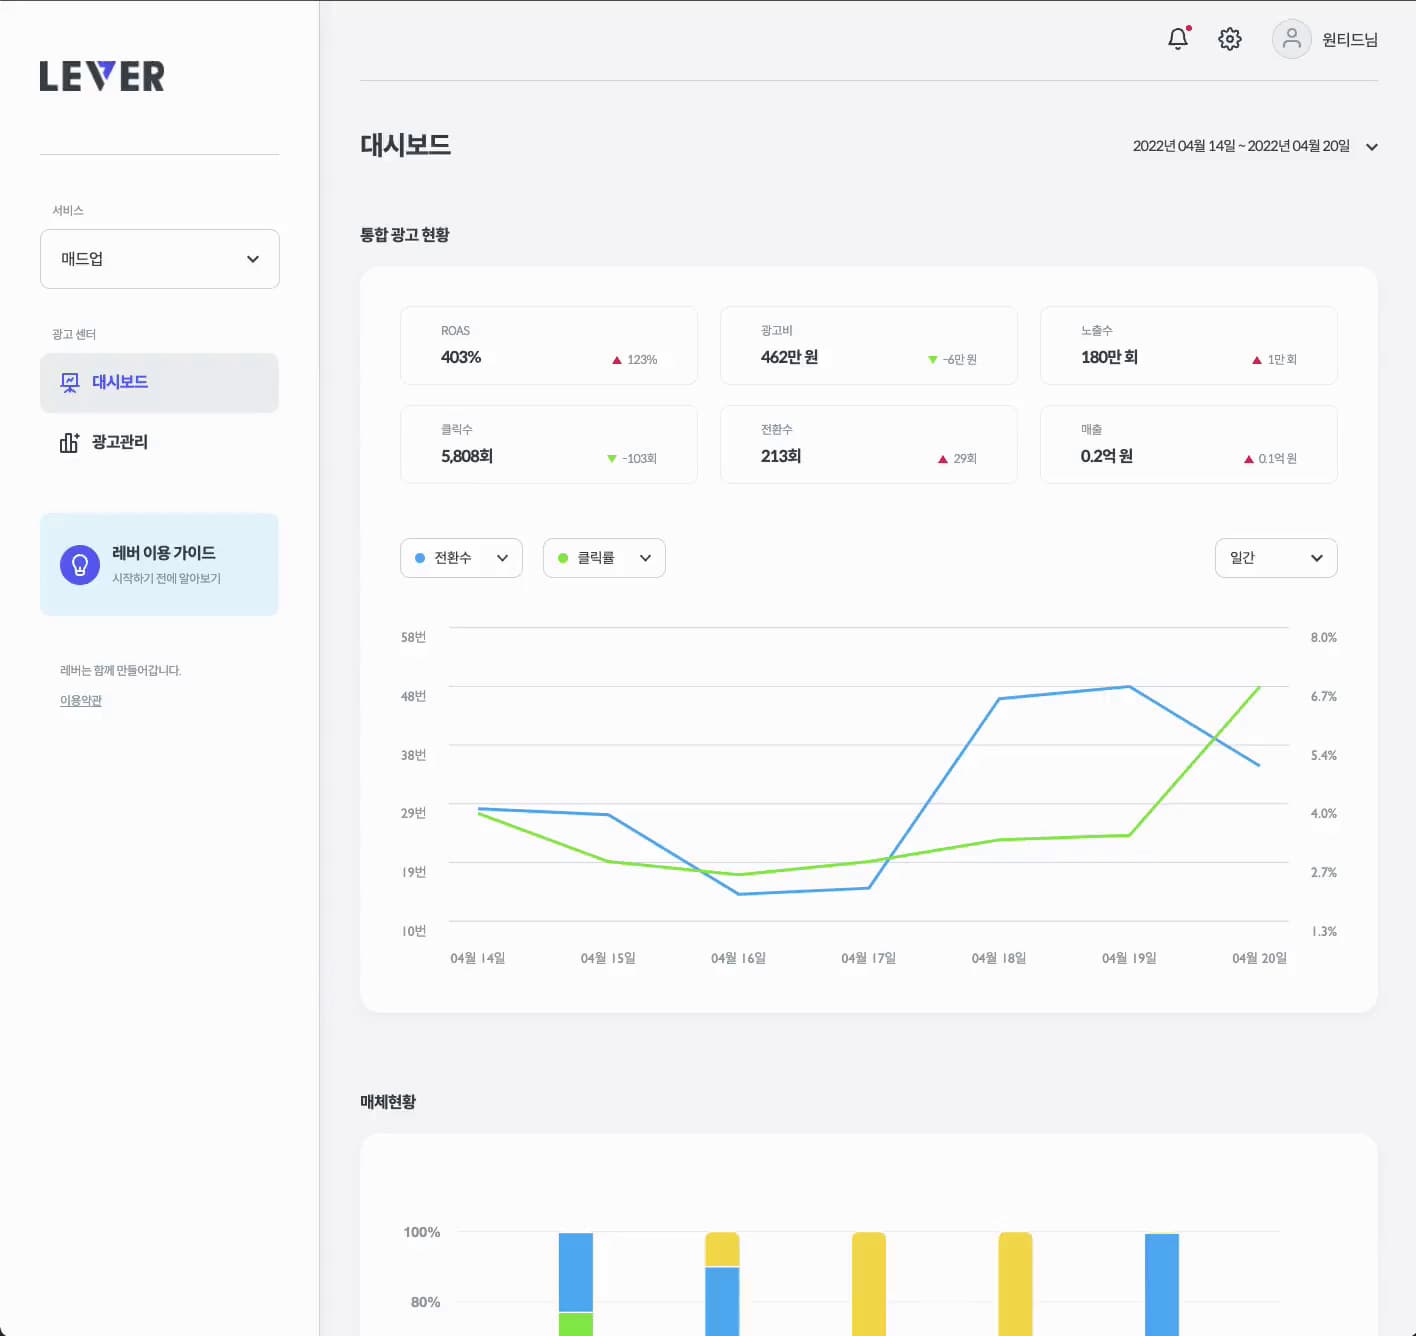 LEVER
원티드님
대시보드
2022년 04월 14일 ~ 2022년 04월 20일
서비스
매드업
광고 센터
대시보드
광고관리
레버 이용 가이드
시작하기 전에 알아보기
레버는 함께 만들어갑니다.
이용약관
통합 광고 현황
ROAS
403%
123%
광고비
462만 원
-6만 원
노출수
180만 회
1만 회
클릭수
5,808회
-103회
전환수
213회
29회
매출
0.2억 원
0.1억 원
전환수
클릭률
일간
58번
8.0%
48번
6.7%
38번
5.4%
29번
4.0%
19번
2.7%
10번
1.3%
04월 14일
04월 15일
04월 16일
04월 17일
04월 18일
04월 19일
04월 20일
매체현황
100%
80%